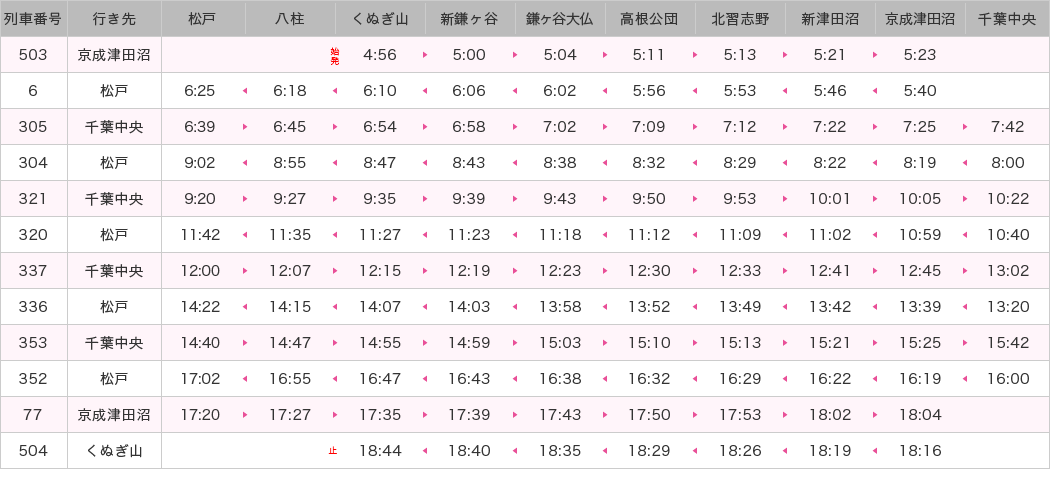 列車番号 行き先 松戸 八柱 くぬぎ山 新鎌ヶ谷 鎌ヶ谷大仏 高根公団 北習志野 新津田沼 京成津田沼 千葉中央
503 京成津田沼 始発 4:56 5:00 5:04 5:11 5:13 5:21 5:23
6 松戸 6:25 6:18 6:10 6:06 6:02 5:56 5:53 5:46 5:40
305 千葉中央 6:39 6:45 6:54 6:58 7:02 7:09 7:12 7:22 7:25 7:42
304 松戸 9:02 8:55 8:47 8:43 8:38 8:32 8:29 8:22 8:19 8:00
321 千葉中央 9:20 9:27 9:35 9:39 9:43 9:50 9:53 10:01 10:05 10:22
320 松戸 11:42 11:35 11:27 11:23 11:18 11:12 11:09 11:02 10:59 10:40
337 千葉中央 12:00 12:07 12:15 12:19 12:23 12:30 12:33 12:41 12:45 13:02
336 松戸 14:22 14:15 14:07 14:03 13:58 13:52 13:49 13:42 13:39 13:20
353 千葉中央 14:40 14:47 14:55 14:59 15:03 15:10 15:13 15:21 15:25 15:42
352 松戸 17:02 16:55 16:47 16:43 16:38 16:32 16:29 16:22 16:19 16:00
77 京成津田沼 17:20 17:27 17:35 17:39 17:43 17:50 17:53 18:02 18:04
504 くぬぎ山 止 18:44 18:40 18:35 18:29 18:26 18:19 18:16